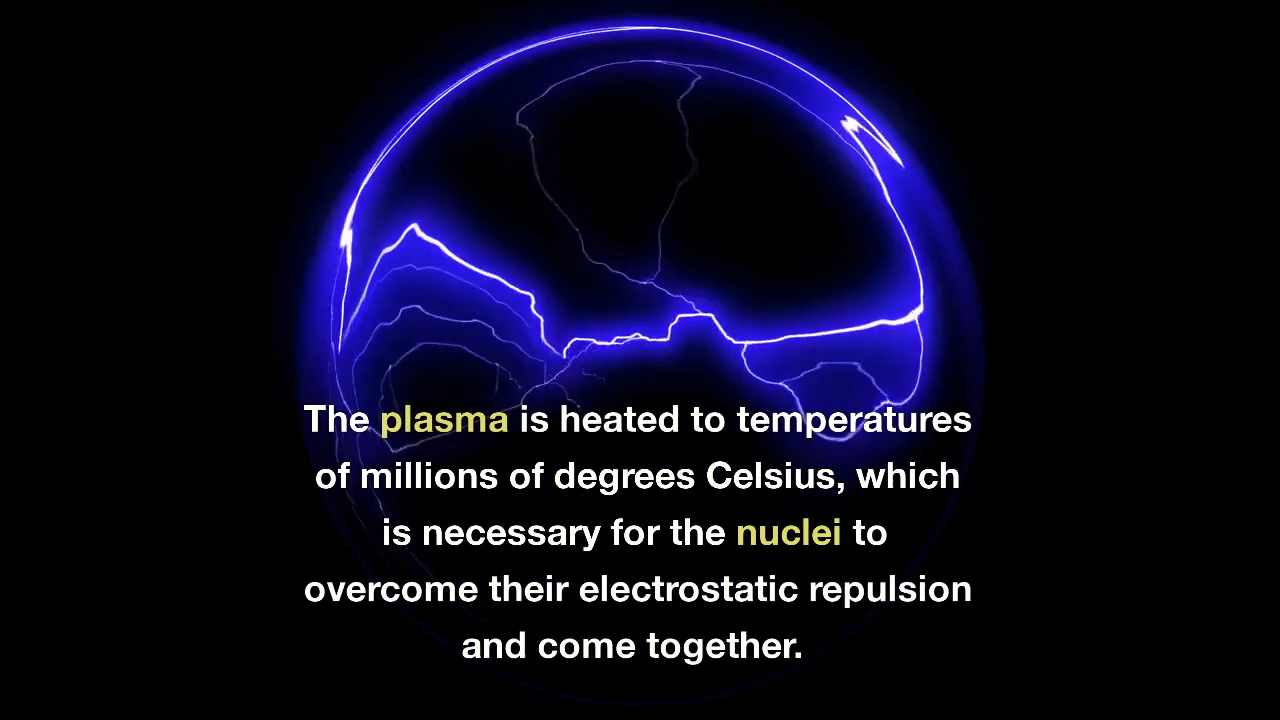 The plasma is heated to temperatures
of millions of degrees Celsius, which
is necessary for the nuclei to
overcome their electrostatic repulsion
and come together.